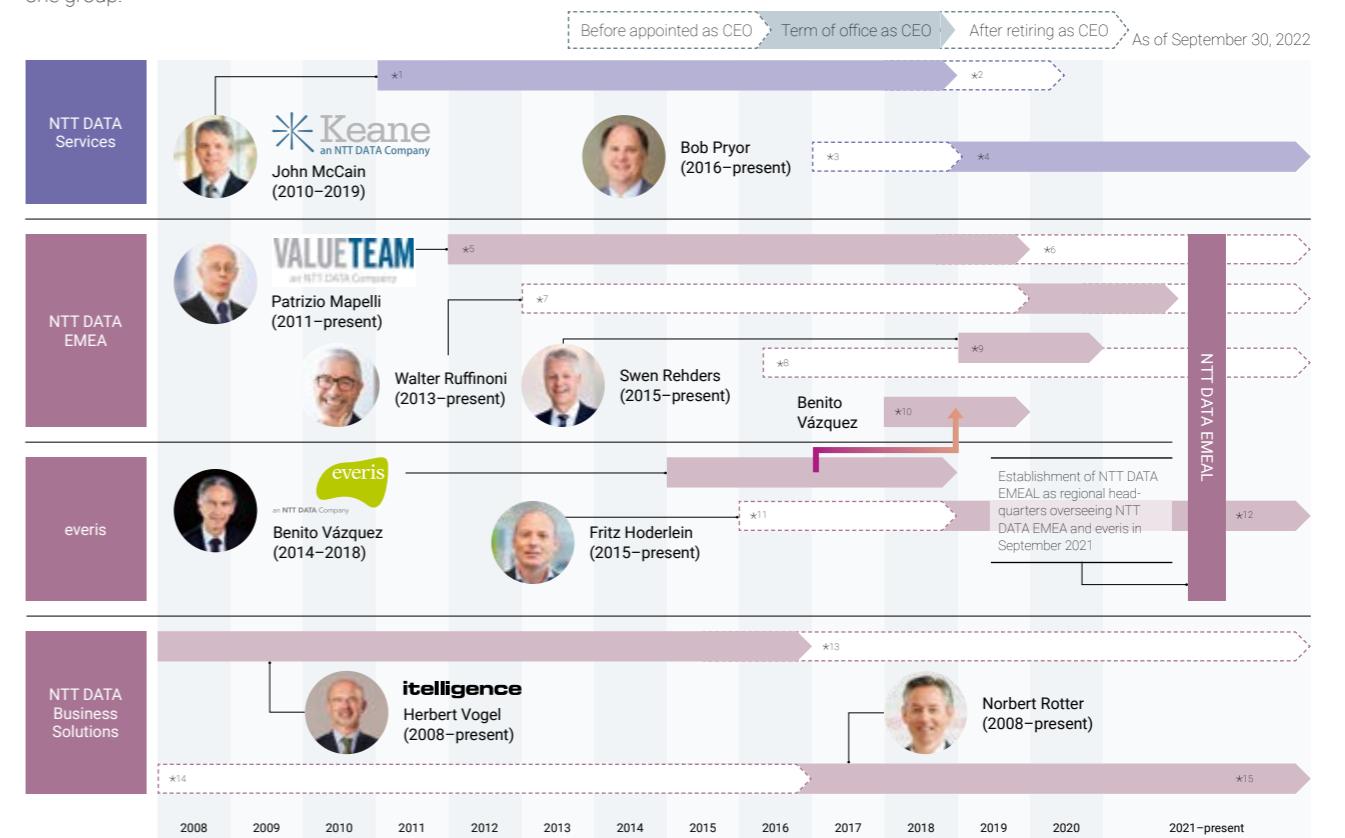 one group.
Before appointed as CEO
Term of office as CEO
After retiring as CEO
As of September 30, 2022
NTT DATA
Services
*1
*2
Keane
an NTT DATA Company
John McCain
(2010–2019)
Bob Pryor
(2016–present)
*3
*4
NTT DATA
EMEA
VALUETEAM
an NTT DATA Company
Patrizio Mapelli
(2011–present)
*5
*6
*7
Walter Ruffinoni
(2013–present)
Swen Rehders
(2015–present)
*8
*9
Benito
Vázquez
*10
NTT DATA EMEAL
everis
everis
an NTT DATA Company
Benito Vázquez
(2014–2018)
Fritz Hoderlein
(2015–present)
*11
Establishment of NTT DATA
EMEAL as regional head-
quarters overseeing NTT
DATA EMEA and everis in
September 2021
*12
NTT DATA
Business
Solutions
*13
itelligence
Herbert Vogel
(2008–present)
Norbert Rotter
(2008–present)
*14
*15
2008 2009 2010 2011 2012 2013 2014 2015 2016 2017 2018 2019 2020 2021–present